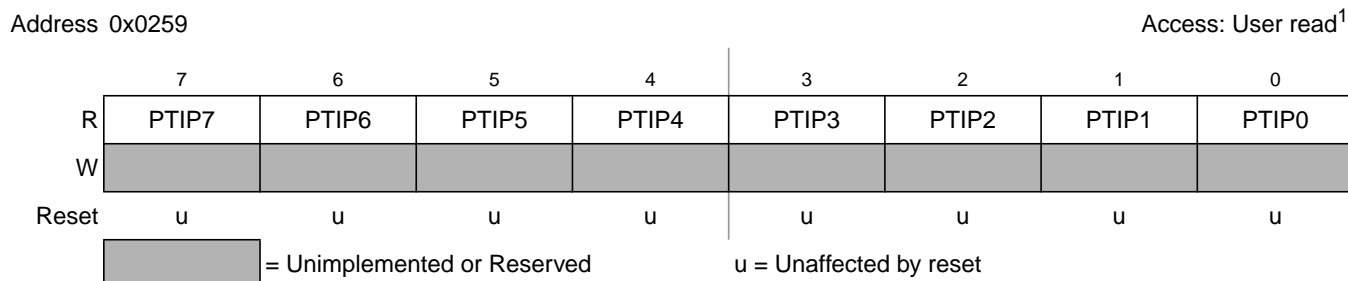 Address 0x0259 Access: User read1
7 6 5 4 3 2 1 0
R PTIP7 PTIP6 PTIP5 PTIP4 PTIP3 PTIP2 PTIP1 PTIP0
W
Reset u u u u u u u u
= Unimplemented or Reserved u = Unaffected by reset